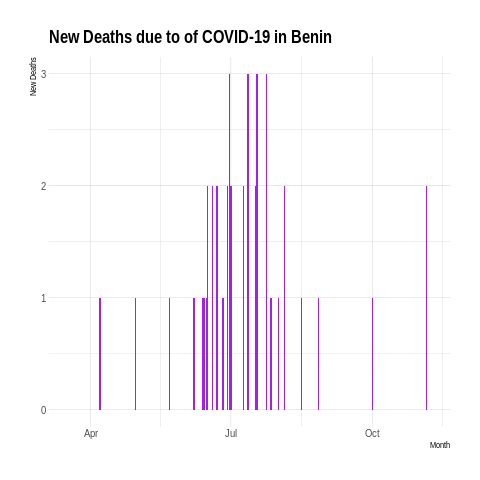 New Deaths due to of COVID-19 in Benin
New Deaths
3
2
1
0
Apr
Jul
Oct
Month